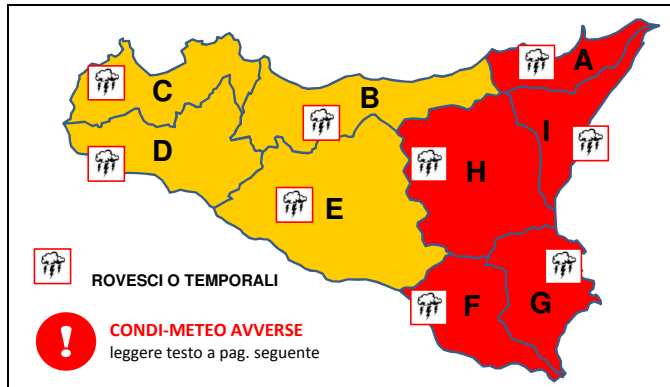 A
C
B
I
D
H
E
ROVESCI O TEMPORALI
F
G
!
CONDI-METEO AVVERSE
leggere testo a pag. seguente